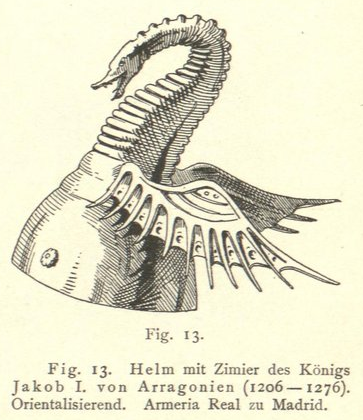 Fig. 13.
Fig. 13. Helm mit Zimier des Königs
Jakob I. von Arragonien (1206—1276).
Orientalisierend. Armeria Real zu Madrid.